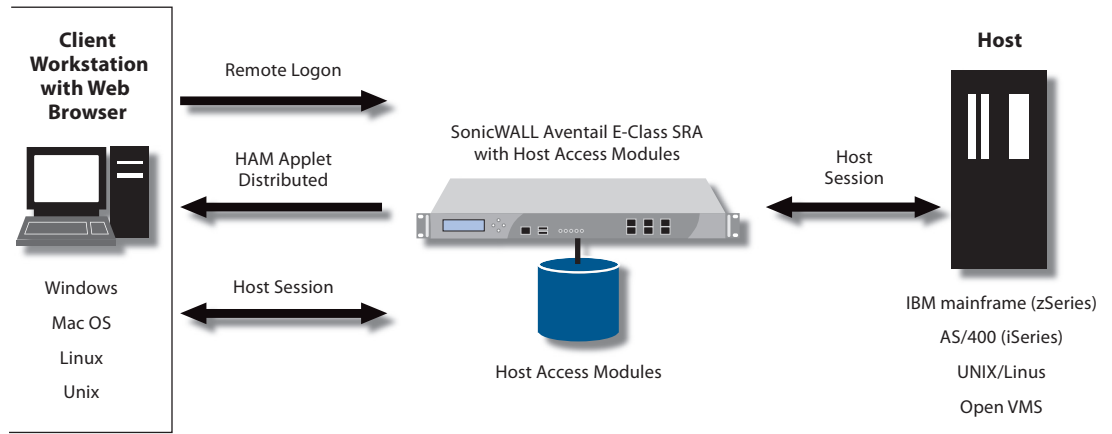 Client
Workstation
with Web
Browser
Windows
Mac OS
Linux
Unix
Remote Logon
HAM Applet
Distributed
Host Session
SonicWALL Aventail E-Class SRA
with Host Access Modules
Host Access Modules
Host
Session
Host
IBM mainframe (zSeries)
AS/400 (iSeries)
UNIX/Linus
Open VMS